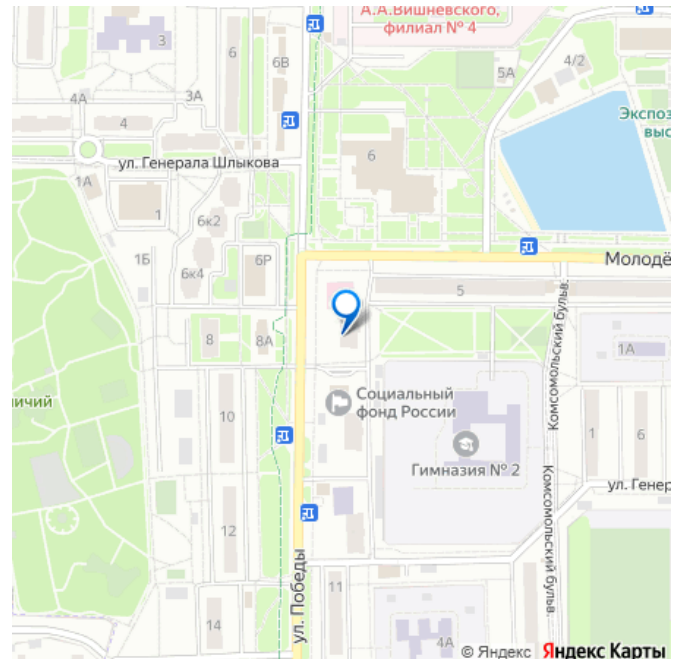 А.А.Вишневского,
филиал № 4
3
6
6В
5А
4/2
4А
3А
4
Экспоз
выс
ул. Генерала Шлыкова
6
1А
1
6к2
1Б
6к4
6Р
Молодё
5
8
8А
Комсомольский бульв.
1А
ничий
Социальный
фонд России
10
Гимназия № 2
1
6
ул. Генер
12
Комсомольский бульв.
ул. Победы
11
14
4А
© Яндекс Яндекс Карты